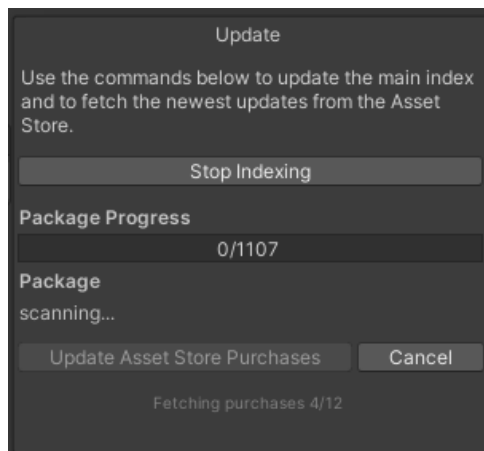 Update
Use the commands below to update the main index
and to fetch the newest updates from the Asset
Store.
Stop Indexing
Package Progress
0/1107
Package
scanning...
Update Asset Store Purchases
Cancel
Fetching purchases 4/12